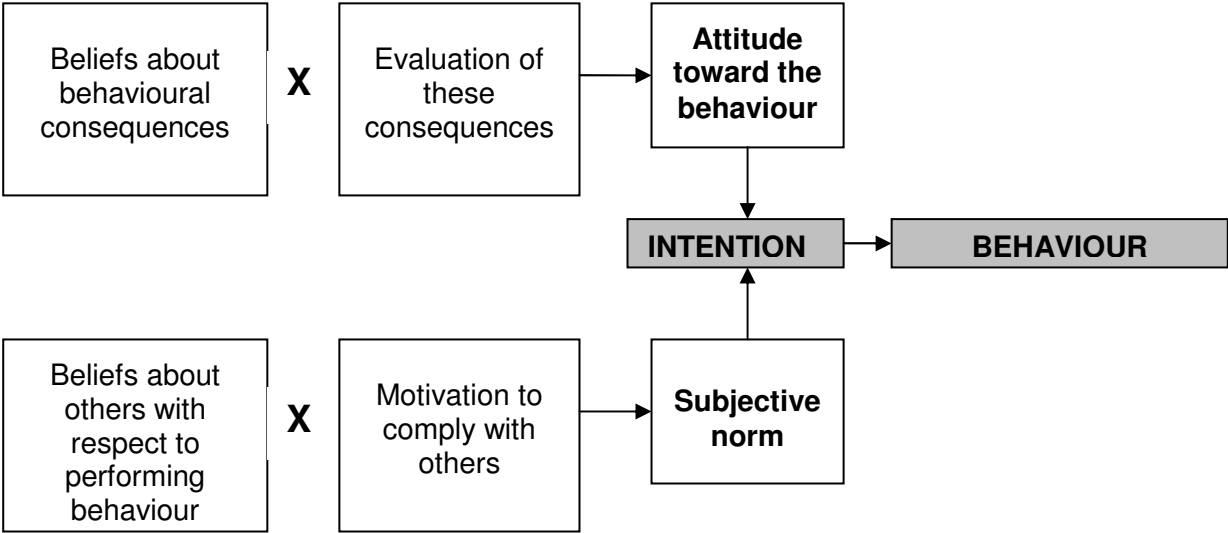 Beliefs about
behavioural
consequences
X
Evaluation of
these
consequences
Attitude
toward the
behaviour
INTENTION
BEHAVIOUR
Beliefs about
others with
respect to
performing
behaviour
X
Motivation to
comply with
others
Subjective
norm